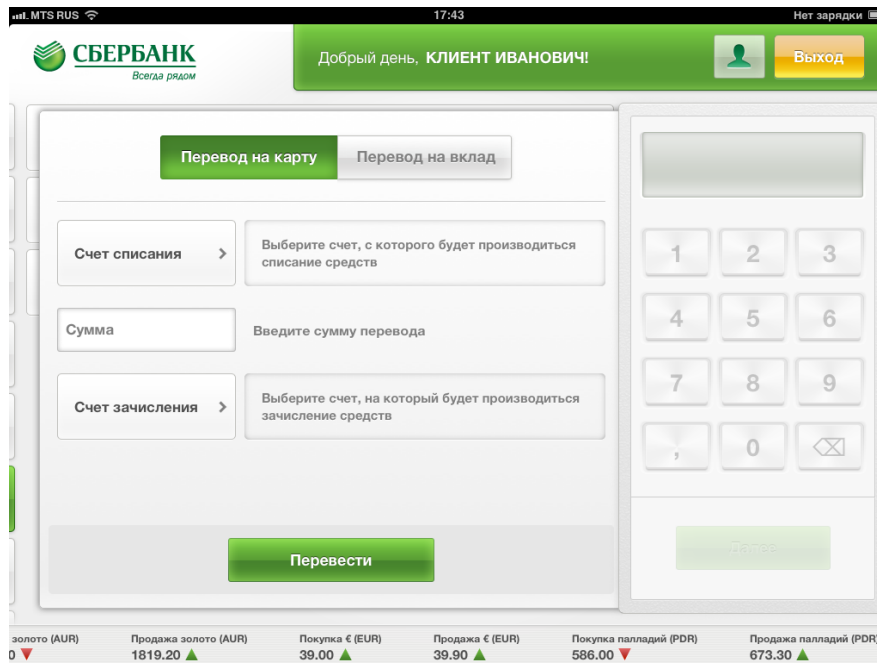 MTS RUS 17:43 Нет зарядки
СБЕРБАНК
Всегда рядом
Добрый день, КЛИЕНТ ИВАНОВИЧ!
Выход
Перевод на карту Перевод на вклад
Счет списания
Выберите счет, с которого будет производиться
списание средств
Сумма
Введите сумму перевода
Счет зачисления
Выберите счет, на который будет производиться
зачисление средств
Перевести
1 2 3
4 5 6
7 8 9
, 0
Далее
золото (AUR) Продажа золото (AUR) Покупка € (EUR) Продажа € (EUR) Покупка палладий (PDR) Продажа палладий (PDR)
0 1819.20 39.00 39.90 586.00 673.30